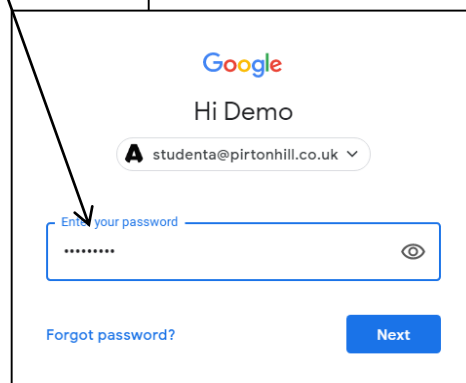 Google
Hi Demo
A studenta@pirtonhill.co.uk
Enter your password
•••••••••
Forgot password?
Next